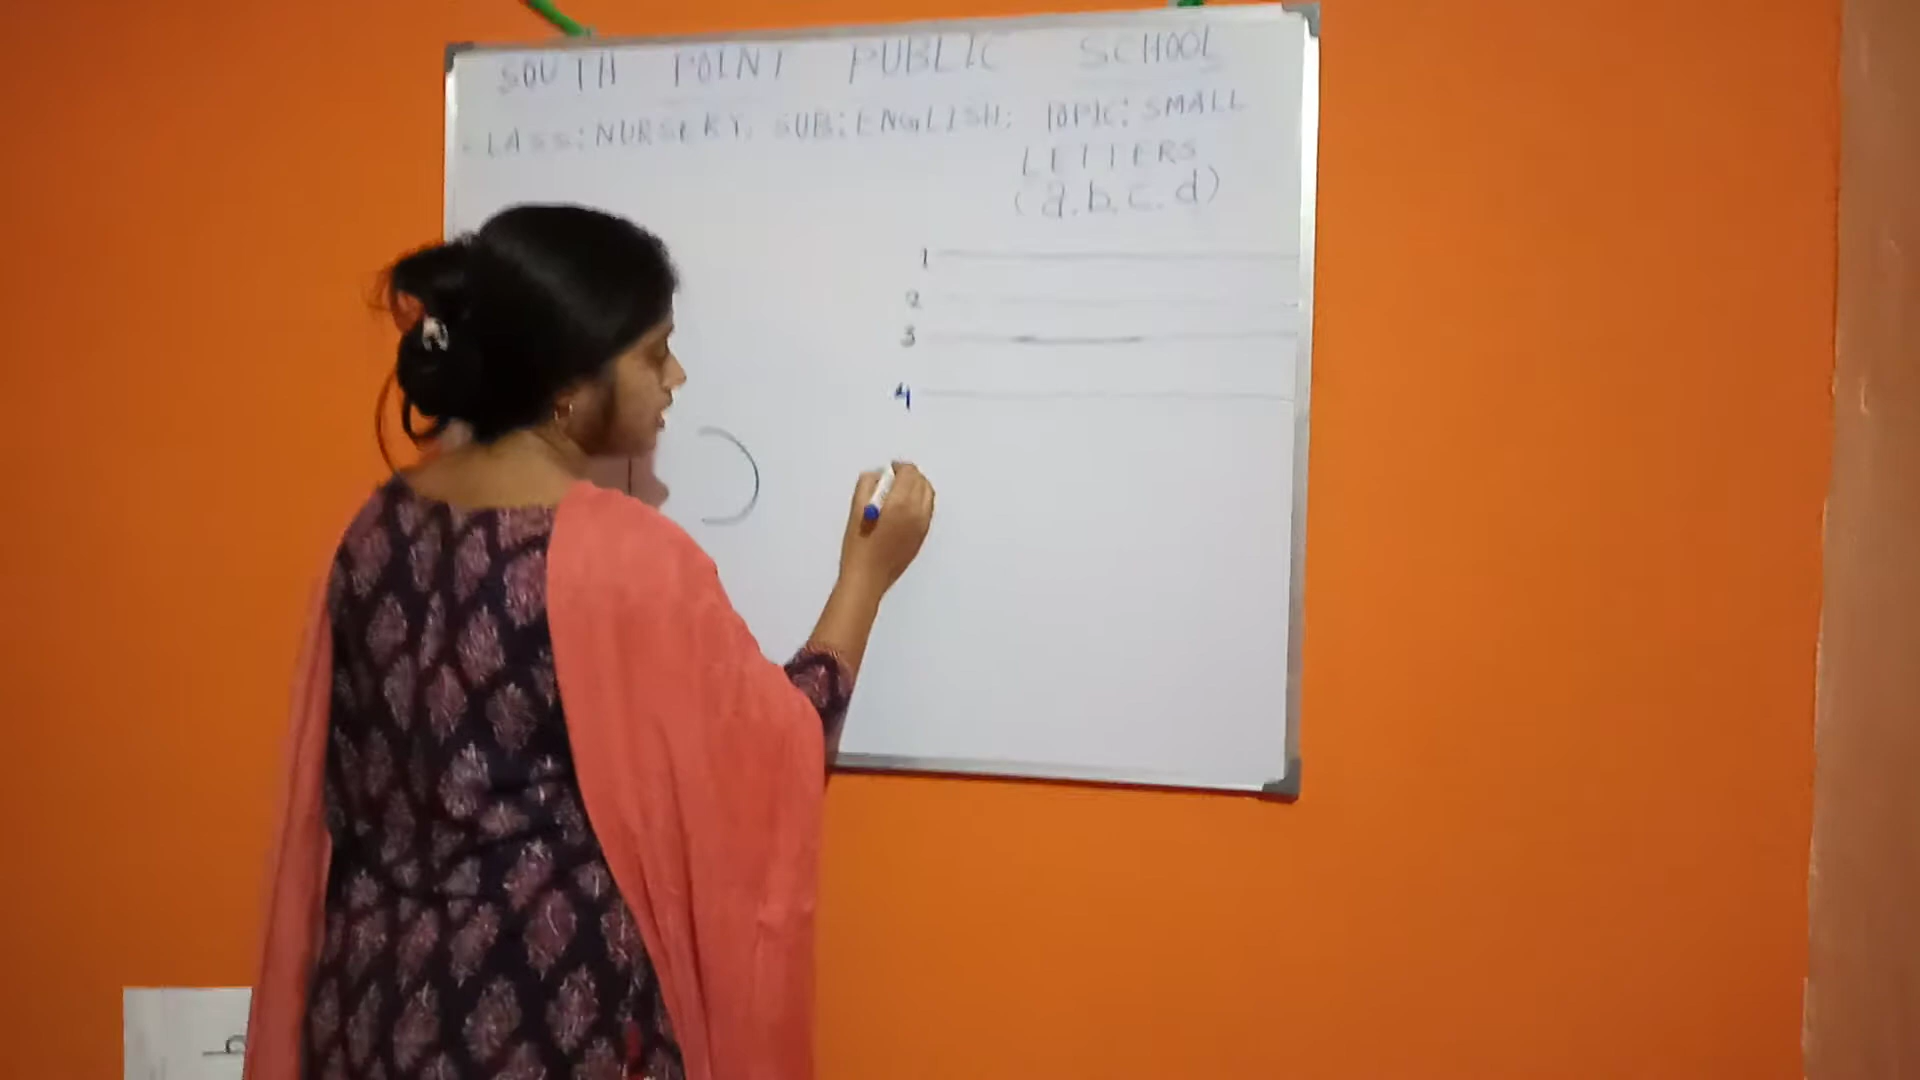 SOUTH POINT PUBLIC SCHOOL
CLASS: NURSERY. SUB: ENGLISH: TOPIC: SMALL
LETTERS
(a.b.c.d)
1
2
3
4